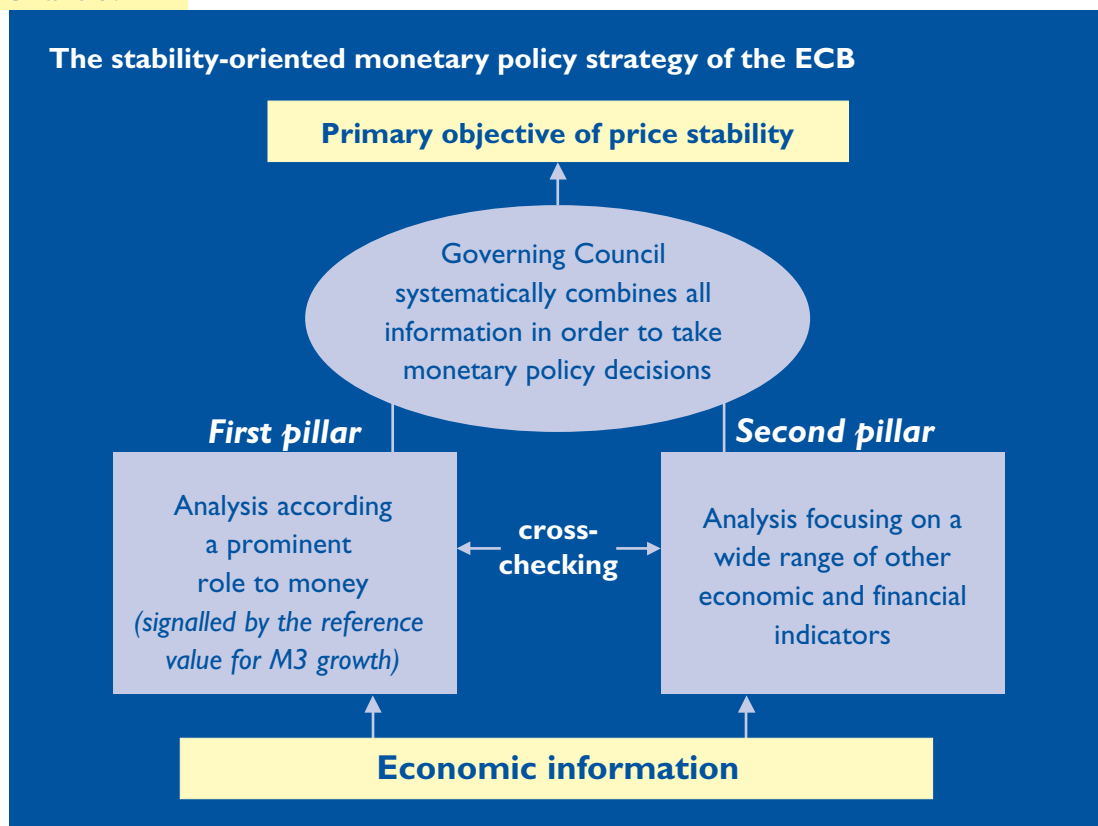 The stability-oriented monetary policy strategy of the ECB
Primary objective of price stability
Governing Council
systematically combines all
information in order to take
monetary policy decisions
First pillar
Second pillar
Analysis according
a prominent
role to money
(signalled by the reference
value for M3 growth)
cross-
checking
Analysis focusing on a
wide range of other
economic and financial
indicators
Economic information